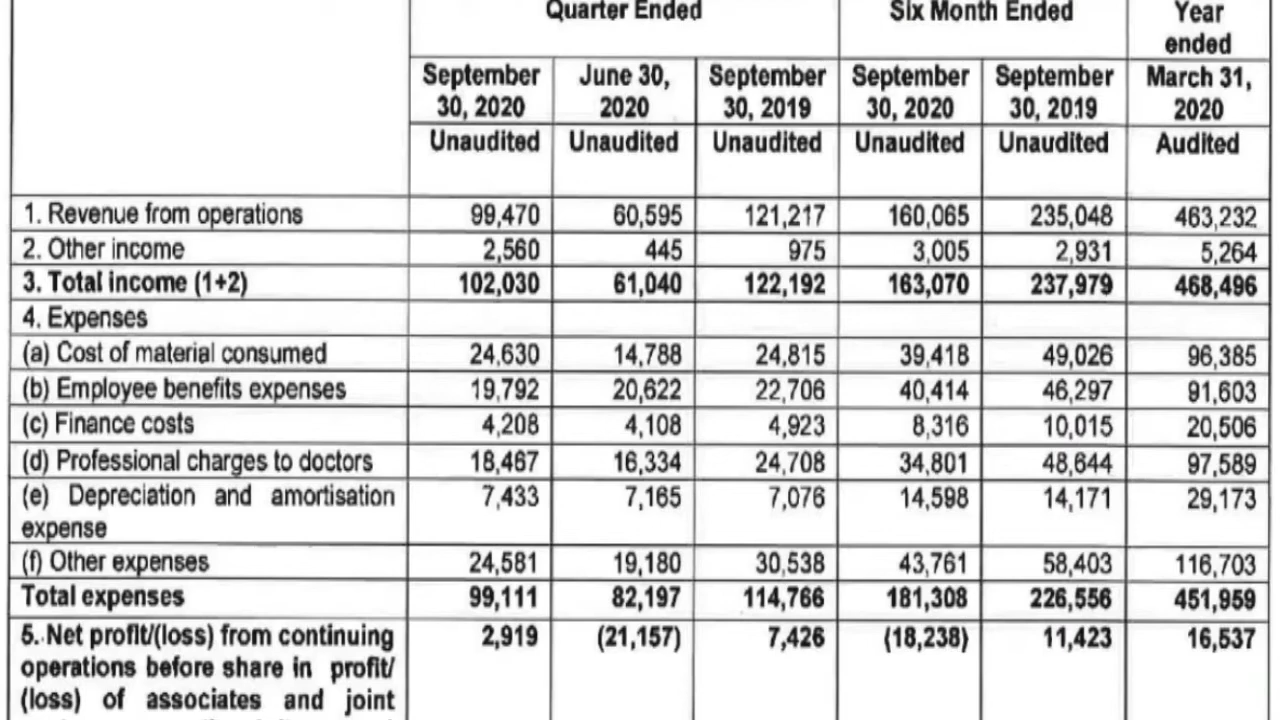 Quarter Ended Six Month Ended Year ended
September 30, 2020 June 30, 2020 September 30, 2019 September 30, 2020 September 30, 2019 March 31, 2020
Unaudited Unaudited Unaudited Unaudited Unaudited Audited
1. Revenue from operations 99,470 60,595 121,217 160,065 235,048 463,232
2. Other income 2,560 445 975 3,005 2,931 5,264
3. Total income (1+2) 102,030 61,040 122,192 163,070 237,979 468,496
4. Expenses
(a) Cost of material consumed 24,630 14,788 24,815 39,418 49,026 96,385
(b) Employee benefits expenses 19,792 20,622 22,706 40,414 46,297 91,603
(c) Finance costs 4,208 4,108 4,923 8,316 10,015 20,506
(d) Professional charges to doctors 18,467 16,334 24,708 34,801 48,644 97,589
(e) Depreciation and amortisation 7,433 7,165 7,076 14,598 14,171 29,173
expense
(f) Other expenses 24,581 19,180 30,538 43,761 58,403 116,703
Total expenses 99,111 82,197 114,766 181,308 226,556 451,959
5. Net profit/(loss) from continuing 2,919 (21,157) 7,426 (18,238) 11,423 16,537
operations before share in profit/
(loss) of associates and joint